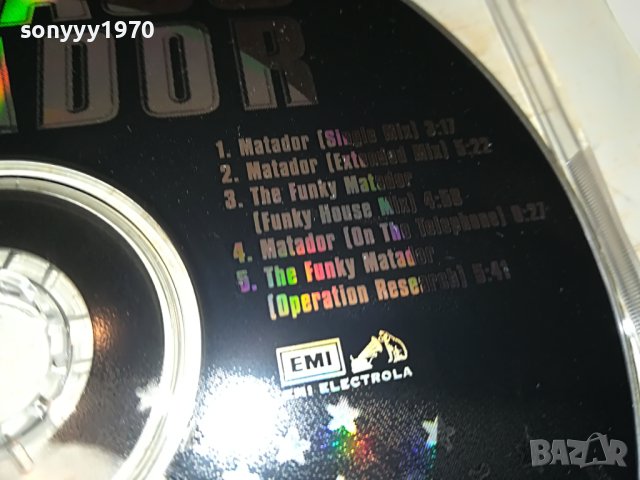 sonyyy1970
DOR
1. Matador (Single Mix) 3:17
2. Matador (Extended Mix) 5:22
3. The Funky Matador
(Funky House Mix) 4:58
4. Matador (On The Telephone) 6:27
5. The Funky Matador
(Operation Research) 5:41
EMI
EMI ELECTROLA
BAZAR